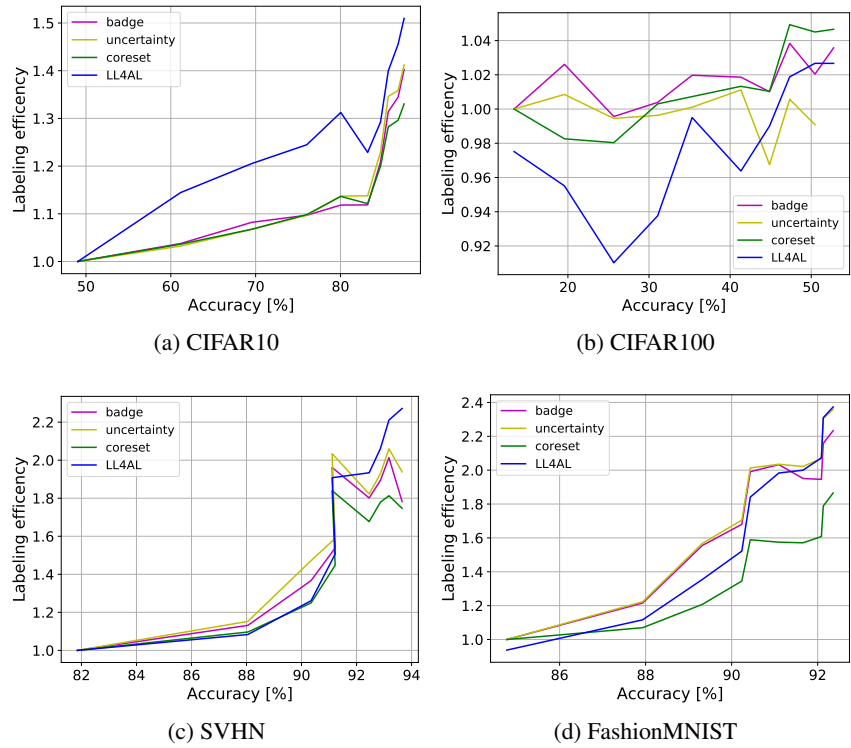 badge
uncertainty
coreset
LL4AL
Labeling efficency
1.5
1.4
1.3
1.2
1.1
1.0
50
60
70
80
Accuracy [%]
(a) CIFAR10
Labeling efficency
1.04
1.02
1.00
0.98
0.96
0.94
0.92
badge
uncertainty
coreset
LL4AL
20
30
40
50
Accuracy [%]
(b) CIFAR100
badge
uncertainty
coreset
LL4AL
Labeling efficency
2.2
2.0
1.8
1.6
1.4
1.2
1.0
82
84
86
88
90
92
94
Accuracy [%]
(c) SVHN
badge
uncertainty
coreset
LL4AL
Labeling efficency
2.4
2.2
2.0
1.8
1.6
1.4
1.2
1.0
86
88
90
92
Accuracy [%]
(d) FashionMNIST